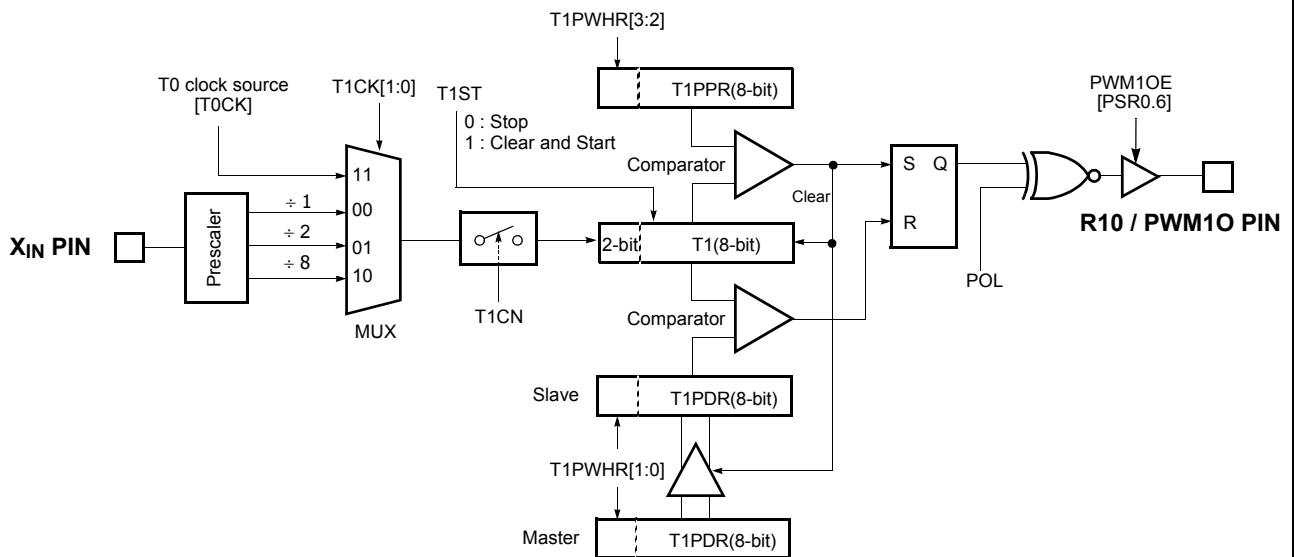 T1PWHR[3:2]
T0 clock source
[T0CK]
T1CK[1:0]
T1ST
0 : Stop
1 : Clear and Start
T1PPR(8-bit)
PWM1OE
[PSR0.6]
Comparator
S Q
R
Clear
11
÷ 1
00
÷ 2
01
÷ 8
10
XIN PIN
Prescaler
MUX
T1CN
2-bit
T1(8-bit)
POL
R10 / PWM1O PIN
Comparator
Slave
T1PDR(8-bit)
T1PWHR[1:0]
Master
T1PDR(8-bit)